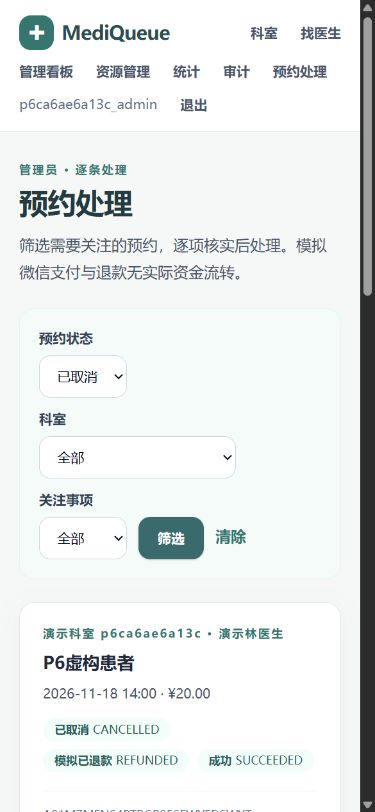 MediQueue
科室 找医生
管理看板 资源管理 统计 审计 预约处理
p6ca6ae6a13c_admin 退出
管理员 • 逐条处理
预约处理
筛选需要关注的预约，逐项核实后处理。模拟
微信支付与退款无实际资金流转。
预约状态
已取消
科室
全部
关注事项
全部 筛选 清除
演示科室 p6ca6ae6a13c • 演示林医生
P6虚构患者
2026-11-18 14:00 · ¥20.00
已取消 CANCELLED
模拟已退款 REFUNDED 成功 SUCCEEDED